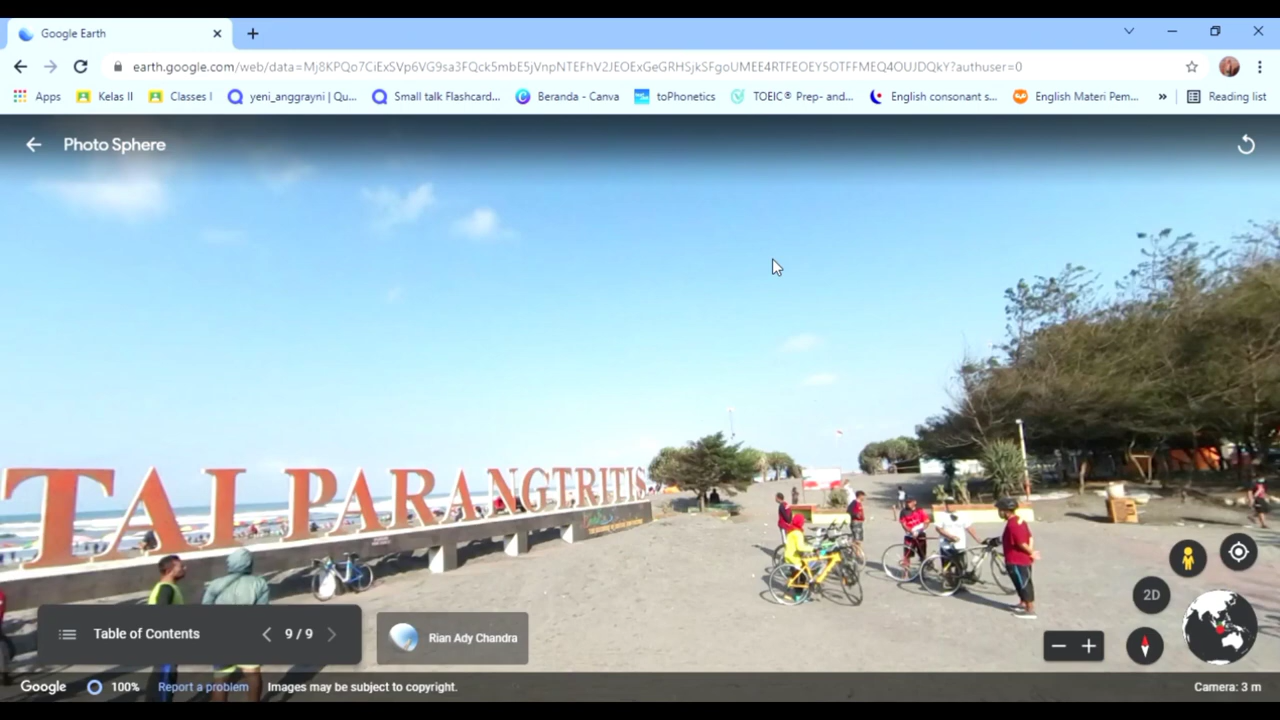 Google Earth
earth.google.com/web/data=Mj8KPQo7CiExSVp6VG9sa3FQck5mbE5jVnpNTEFhV2JEOExGeGRHSjkSFgoUMEE4RTFEOEY5OTFFMEQ4OUJDQkY?authuser=0
Apps Kelas II Classes I yeni_anggrayni | Qu... Small talk Flashcard... Beranda - Canva toPhonetics TOEIC® Prep- and... English consonant s... English Materi Pem... » Reading list
Photo Sphere
TAI PARANGTRITIS
2D
Table of Contents 9 / 9
Rian Ady Chandra
Google 100% Report a problem Images may be subject to copyright. Camera: 3 m